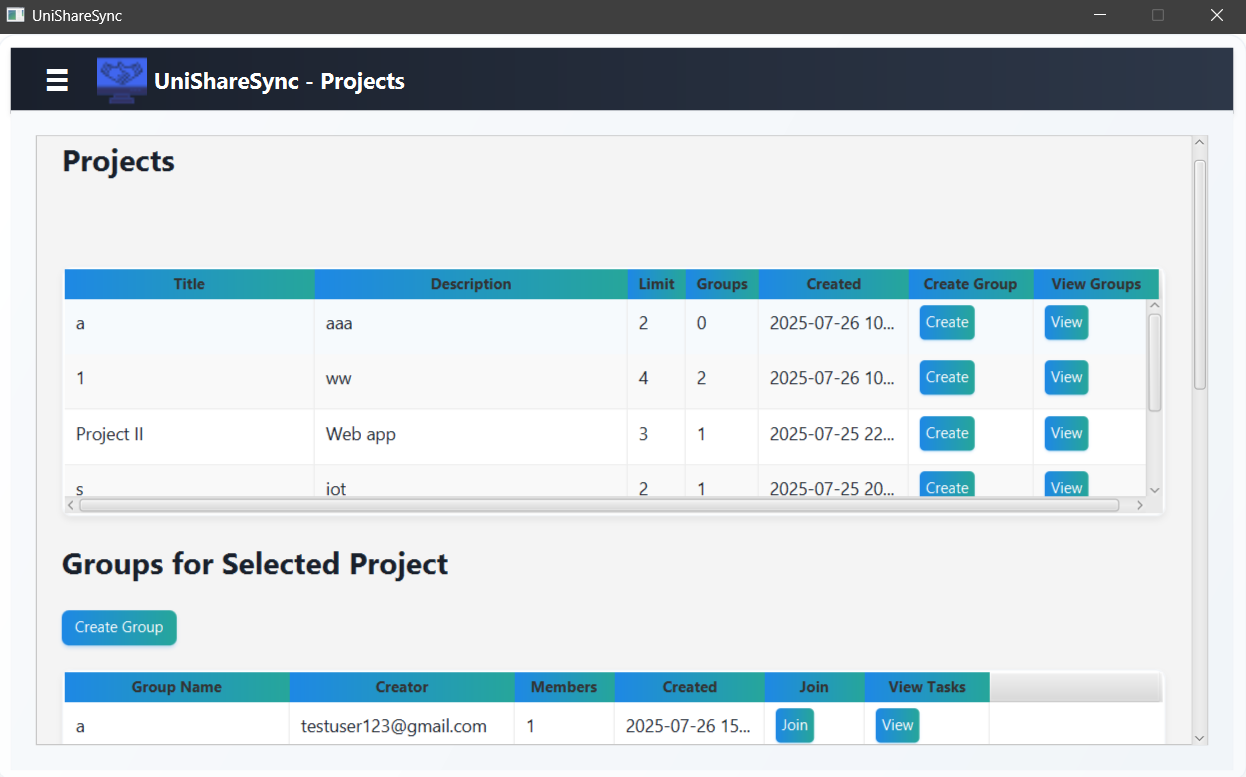 UniShareSync
UniShareSync - Projects
Projects
Title Description Limit Groups Created Create Group View Groups
a aaa 2 0 2025-07-26 10... Create View
1 ww 4 2 2025-07-26 10... Create View
Project II Web app 3 1 2025-07-25 22... Create View
s iot 2 1 2025-07-25 20... Create View
Groups for Selected Project
Create Group
Group Name Creator Members Created Join View Tasks
a testuser123@gmail.com 1 2025-07-26 15... Join View